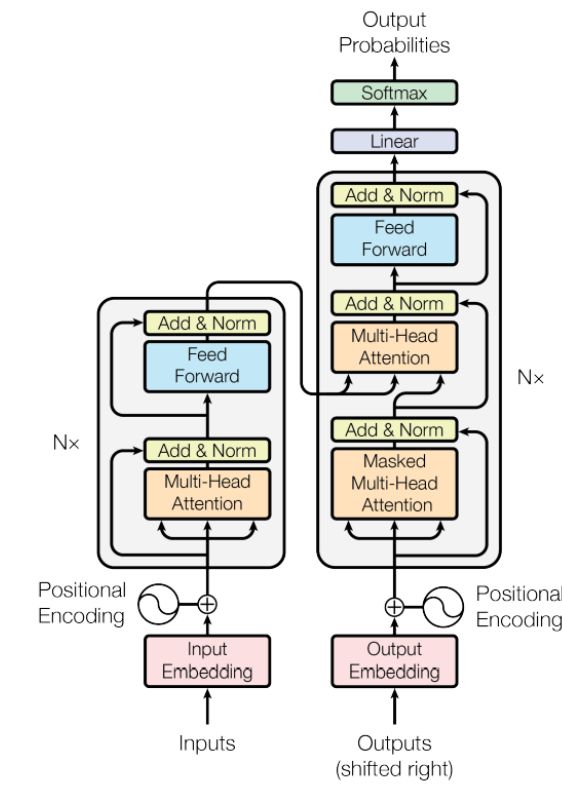 Output
Probabilities
Softmax
Linear
Add & Norm
Feed
Forward
Add & Norm
Multi-Head
Attention
Add & Norm
Masked
Multi-Head
Attention
Nx
Positional
Encoding
Output
Embedding
Outputs
(shifted right)
Add & Norm
Feed
Forward
Add & Norm
Multi-Head
Attention
N×
Positional
Encoding
Input
Embedding
Inputs